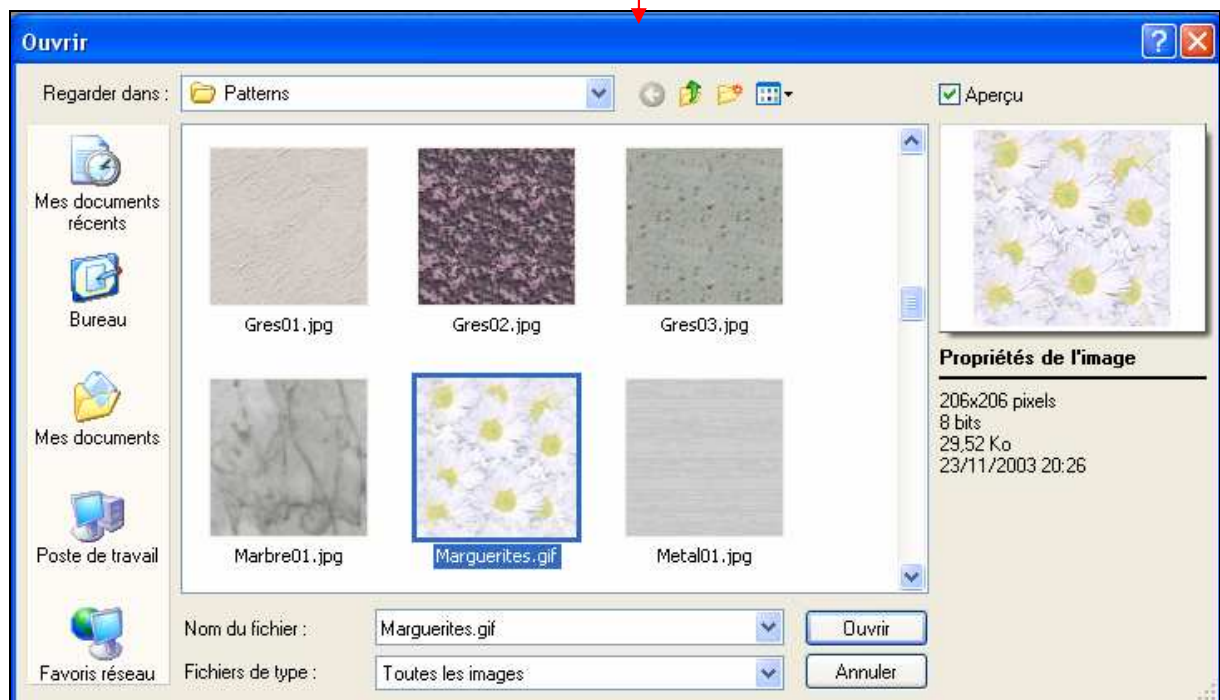 Ouvrir
Regarder dans :
Patterns
Aperçu
Mes documents
récents
Bureau
Mes documents
Poste de travail
Favoris réseau
Gres01.jpg
Gres02.jpg
Gres03.jpg
Marbre01.jpg
Marguerites.gif
Metal01.jpg
Propriétés de l'image
206x206 pixels
8 bits
29,52 Ko
23/11/2003 20:26
Nom du fichier :
Marguerites.gif
Ouvrir
Fichiers de type :
Toutes les images
Annuler